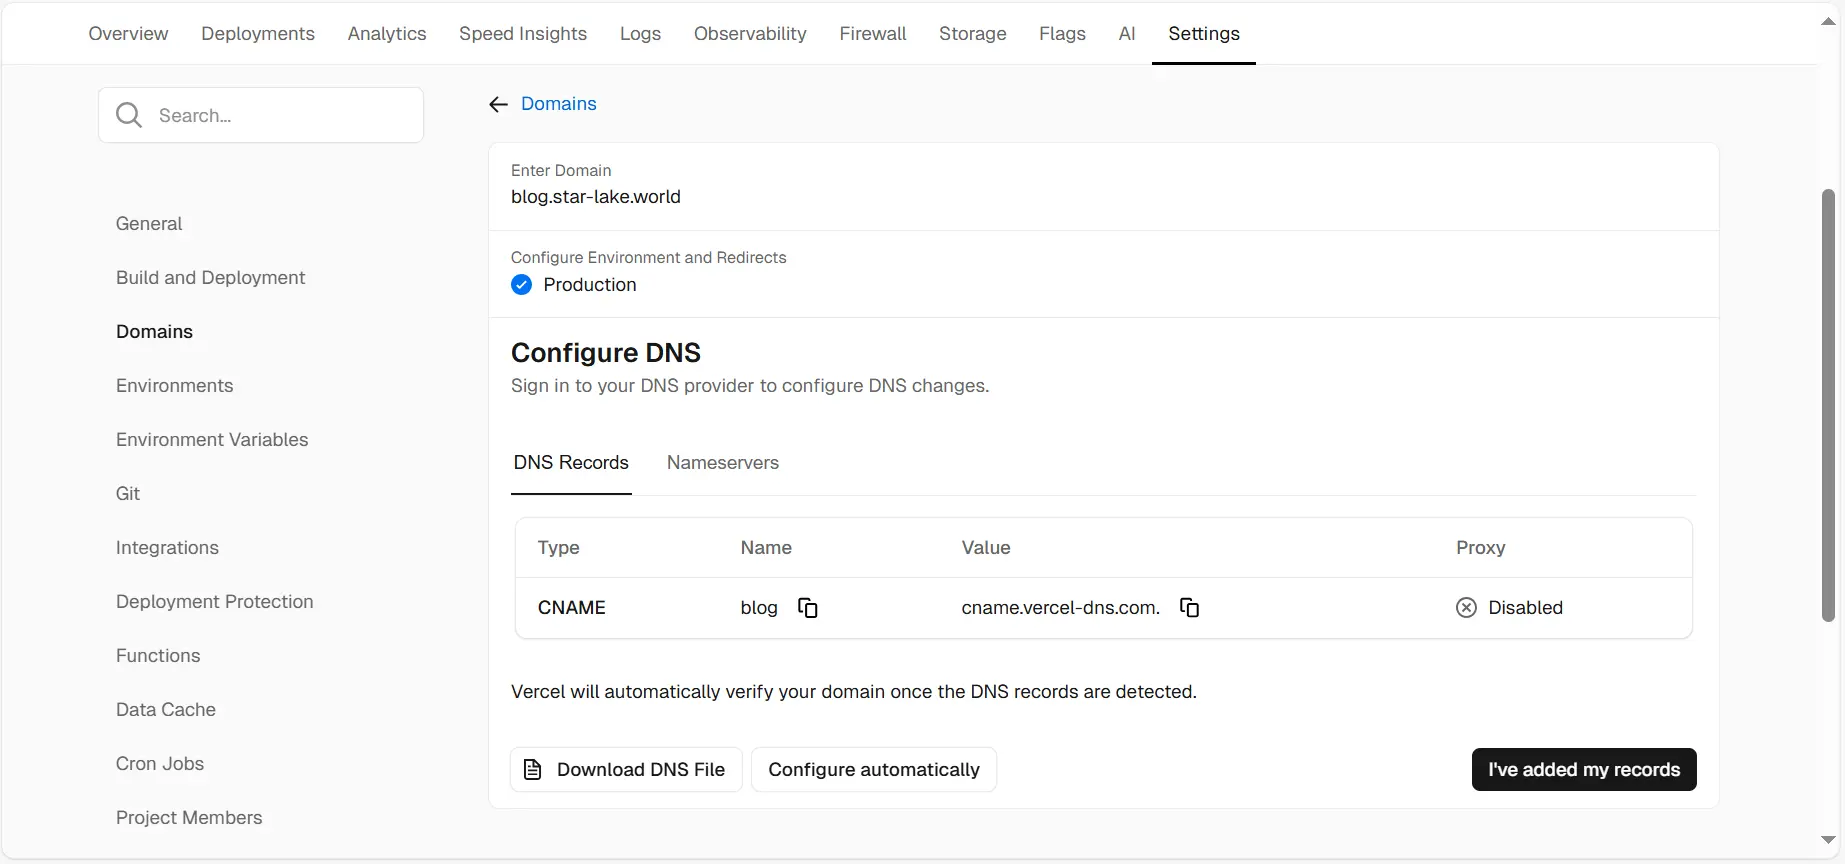 Overview Deployments Analytics Speed Insights Logs Observability Firewall Storage Flags AI Settings
Search...
General
Build and Deployment
Domains
Environments
Environment Variables
Git
Integrations
Deployment Protection
Functions
Data Cache
Cron Jobs
Project Members
Domains
Enter Domain
blog.star-lake.world
Configure Environment and Redirects
Production
Configure DNS
Sign in to your DNS provider to configure DNS changes.
DNS Records Nameservers
Type Name Value Proxy
CNAME blog cname.vercel-dns.com. Disabled
Vercel will automatically verify your domain once the DNS records are detected.
Download DNS File Configure automatically I've added my records